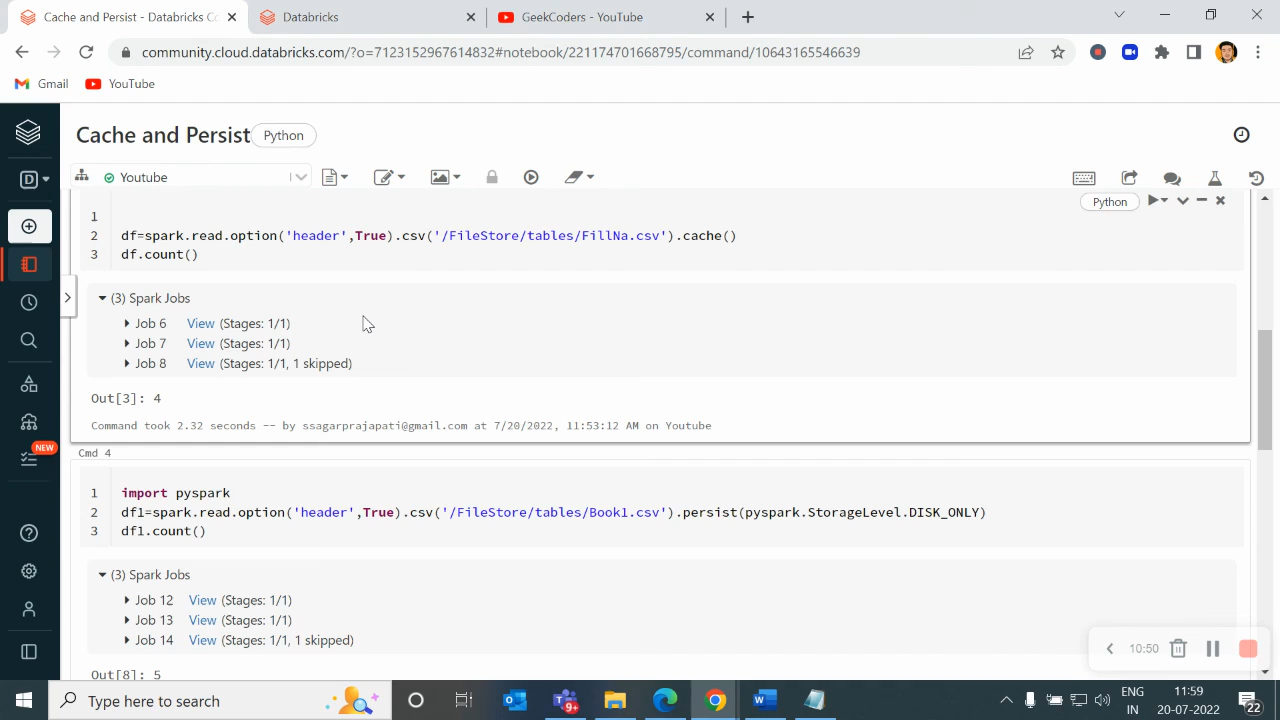 Cache and Persist - Databricks Co
Databricks
GeekCoders - YouTube
community.cloud.databricks.com/?o=7123152967614832#notebook/221174701668795/command/10643165546639
Gmail
YouTube
Cache and Persist
Python
Youtube
D
Python
1
2 df=spark.read.option('header',True).csv('/FileStore/tables/FillNa.csv').cache()
3 df.count()
(3) Spark Jobs
Job 6 View (Stages: 1/1)
Job 7 View (Stages: 1/1)
Job 8 View (Stages: 1/1, 1 skipped)
Out[3]: 4
Command took 2.32 seconds -- by ssagarprajapati@gmail.com at 7/20/2022, 11:53:12 AM on Youtube
Cmd 4
NEW
1 import pyspark
2 df1=spark.read.option('header',True).csv('/FileStore/tables/Book1.csv').persist(pyspark.StorageLevel.DISK_ONLY)
3 df1.count()
(3) Spark Jobs
Job 12 View (Stages: 1/1)
Job 13 View (Stages: 1/1)
Job 14 View (Stages: 1/1, 1 skipped)
Out[8]: 5
10:50
Type here to search
9+
ENG
IN
11:59
20-07-2022
22